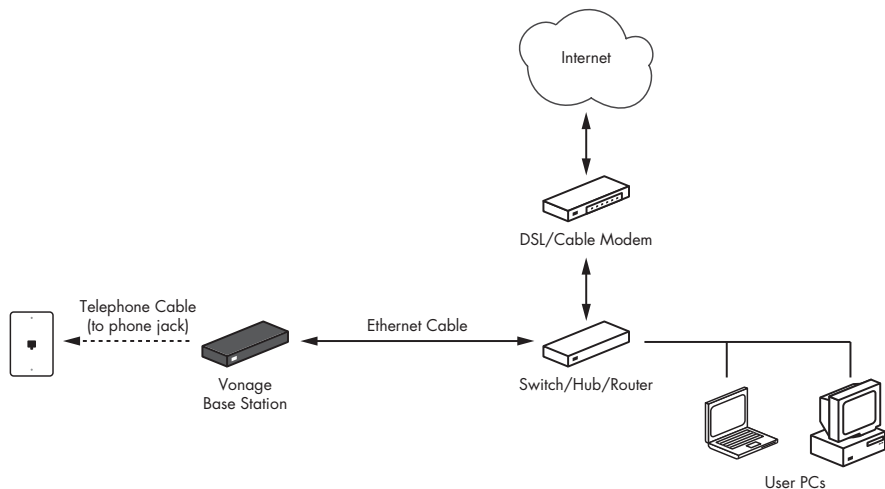 Internet
DSL/Cable Modem
Telephone Cable
(to phone jack)
Ethernet Cable
Vonage
Base Station
Switch/Hub/Router
User PCs